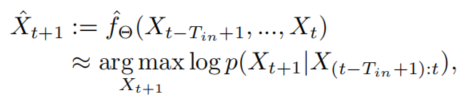 X̂_{t+1} := f̂_Θ(X_{t−T_{in}+1}, ..., X_t)
≈ arg max_{X_{t+1}} log p(X_{t+1}|X_{(t−T_{in}+1):t}),